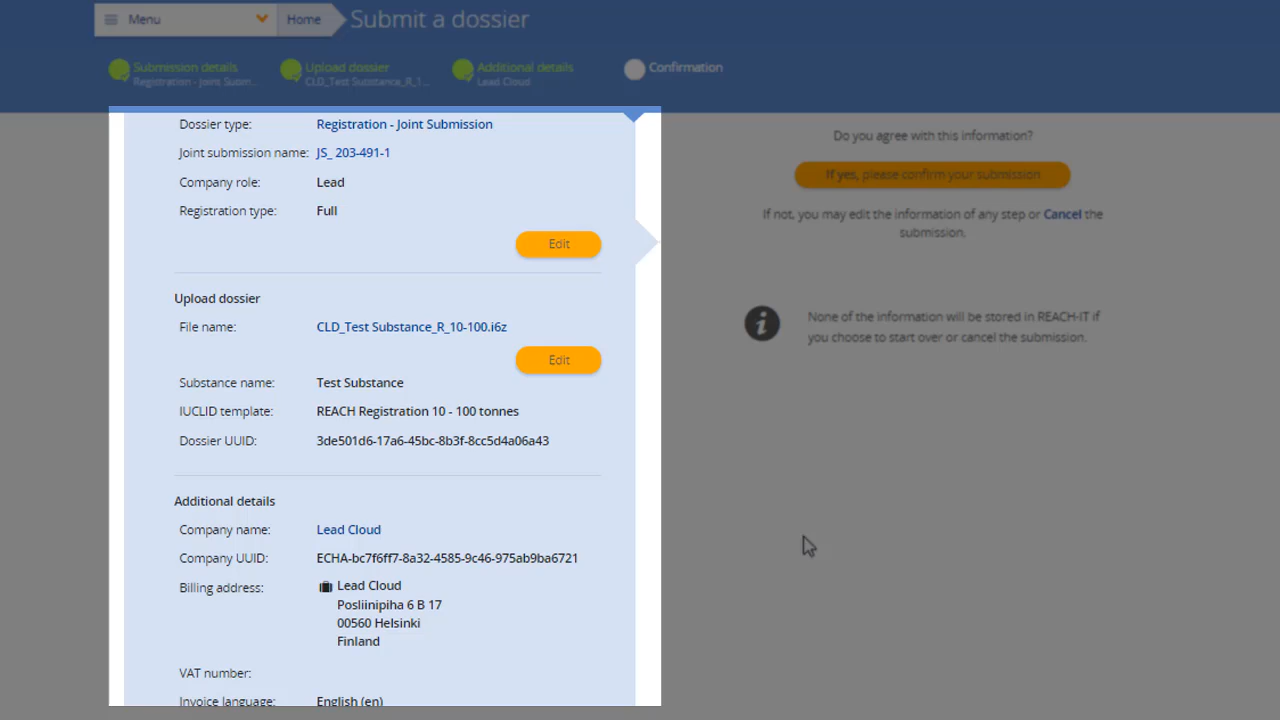 Menu
Home
Submit a dossier
Submission details
Registration - Joint Subm...
Upload dossier
CLD_Test Substance_R_1...
Additional details
Lead Cloud
Confirmation
Dossier type: Registration - Joint Submission
Joint submission name: JS_ 203-491-1
Company role: Lead
Registration type: Full
Edit
Upload dossier
File name: CLD_Test Substance_R_10-100.i6z
Edit
Substance name: Test Substance
IUCLID template: REACH Registration 10 - 100 tonnes
Dossier UUID: 3de501d6-17a6-45bc-8b3f-8cc5d4a06a43
Additional details
Company name: Lead Cloud
Company UUID: ECHA-bc7f6ff7-8a32-4585-9c46-975ab9ba6721
Billing address: Lead Cloud
Posliinipiha 6 B 17
00560 Helsinki
Finland
VAT number:
Invoice language: English (en)
Do you agree with this information?
If yes, please confirm your submission
If not, you may edit the information of any step or Cancel the
submission.
None of the information will be stored in REACH-IT if
you choose to start over or cancel the submission.